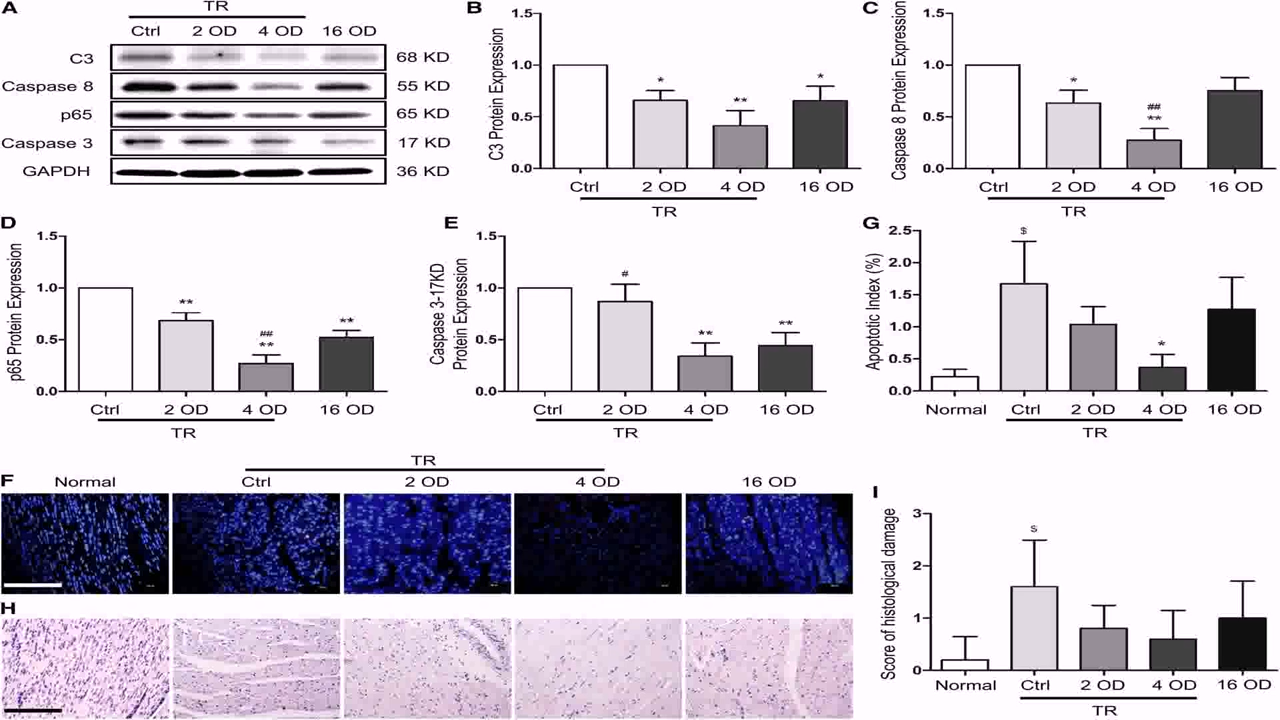 A
TR
Ctrl 2 OD 4 OD 16 OD
C3 68 KD
Caspase 8 55 KD
p65 65 KD
Caspase 3 17 KD
GAPDH 36 KD
B
C3 Protein Expression
1.5
1.0
0.5
0.0
*
**
*
Ctrl 2 OD 4 OD 16 OD
TR
C
Caspase 8 Protein Expression
1.5
1.0
0.5
0.0
*
##
**
Ctrl 2 OD 4 OD 16 OD
TR
D
p65 Protein Expression
1.5
1.0
0.5
0.0
**
##
**
**
Ctrl 2 OD 4 OD 16 OD
TR
E
Caspase 3-17KD
Protein Expression
1.5
1.0
0.5
0.0
#
**
**
Ctrl 2 OD 4 OD 16 OD
TR
G
Apoptotic Index (%)
2.5
2.0
1.5
1.0
0.5
0.0
$
*
Normal Ctrl 2 OD 4 OD 16 OD
TR
F
TR
Normal Ctrl 2 OD 4 OD 16 OD
H
I
Score of histological damage
3
2
1
0
$
Normal Ctrl 2 OD 4 OD 16 OD
TR